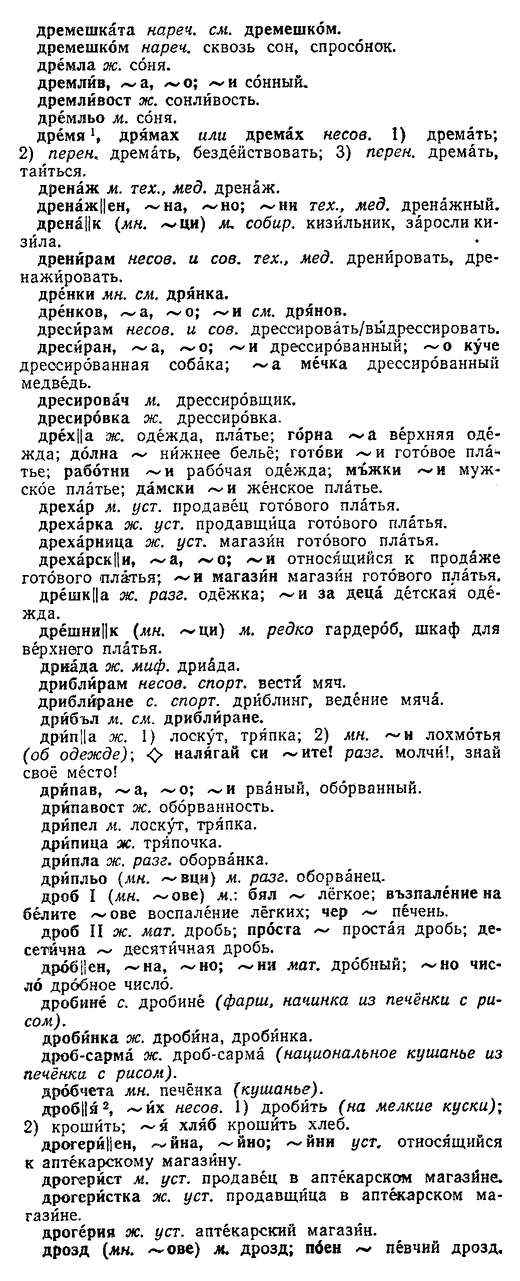 дремешка́та нареч. см. дремешко́м.
дремешко́м нареч. сквозь сон, спросо́нок.
дре́мла ж. со́ня.
дремли́в, ~а, ~о; ~и со́нный.
дремли́вост ж. сонли́вость.
дре́мльо м. со́ня.
дре́мя ¹, дря́мах или дрема́х несов. 1) дрема́ть;
2) перен. дрема́ть, безде́йствовать; 3) перен. дрема́ть,
таи́ться.
дрена́ж м. тех., мед. дрена́ж.
дрена́ж||ен, ~на, ~но; ~ни тех., мед. дрена́жный.
дрена́||к (мн. ~ци) м. собир. кизи́льник, за́росли ки-
зи́ла.
дрени́рам несов. и сов. тех., мед. дрени́ровать, дре-
нажи́ровать.
дре́нки мн. см. дря́нка.
дре́нков, ~а, ~о; ~и см. дря́нов.
дреси́рам несов. и сов. дрессирова́ть/вы́дрессировать.
дреси́ран, ~а, ~о; ~и дрессиро́ванный; ~о ку́че
дрессиро́ванная соба́ка; ~а ме́чка дрессиро́ванный
медве́дь.
дресирова́ч м. дрессиро́вщик.
дресиро́вка ж. дрессиро́вка.
дре́х||а ж. оде́жда, пла́тье; го́рна ~а ве́рхняя оде́-
жда; до́лна ~ ни́жнее бельё; гото́ви ~и гото́вое пла́-
тье; рабо́тни ~и рабо́чая оде́жда; мъ́жки ~и муж-
ско́е пла́тье; да́мски ~и же́нское пла́тье.
дреха́р м. уст. продаве́ц гото́вого пла́тья.
дреха́рка ж. уст. продавщи́ца гото́вого пла́тья.
дреха́рница ж. уст. магази́н гото́вого пла́тья.
дреха́рск||и, ~а, ~о; ~и относя́щийся к прода́же
гото́вого пла́тья; ~и магази́н магази́н гото́вого пла́тья.
дре́шк||а ж. разг. одёжка; ~и за деца́ де́тская оде́-
жда.
дре́шни||к (мн. ~ци) м. редко гардеро́б, шкаф для
ве́рхнего пла́тья.
дриа́да ж. миф. дриа́да.
дрибли́рам несов. спорт. вести́ мяч.
дрибли́ране с. спорт. дри́блинг, веде́ние мяча́.
дри́бъл м. см. дрибли́ране.
дри́п||а ж. 1) лоску́т, тря́пка; 2) мн. ~и лохмо́тья
(об одежде); ◇ наля́гай си ~ите! разг. молчи́!, знай
своё ме́сто!
дри́пав, ~а, ~о; ~и рва́ный, обо́рванный.
дри́павост ж. обо́рванность.
дри́пел м. лоску́т, тря́пка.
дри́пица ж. тря́почка.
дри́пла ж. разг. оборва́нка.
дри́пльо (мн. ~вци) м. разг. оборва́нец.
дроб I (мн. ~ове) м.: бял ~ лёгкое; възпале́ние на
бе́лите ~ове воспале́ние лёгких; чер ~ пе́чень.
дроб II ж. мат. дробь; про́ста ~ проста́я дробь; де-
сети́чна ~ десяти́чная дробь.
дро́б||ен, ~на, ~но; ~ни мат. дро́бный; ~но чис-
ло́ дро́бное число́.
дробине́ с. дробине́ (фарш, начинка из печёнки с ри-
сом).
дроби́нка ж. дроби́на, дроби́нка.
дроб-сарма́ ж. дроб-сарма́ (национальное кушанье из
печёнки с рисом).
дро́бчета мн. печёнка (кушанье).
дроб||я́ ², ~и́х несов. 1) дроби́ть (на мелкие куски);
2) кроши́ть; ~я́ хляб кроши́ть хлеб.
дрогери́||ен, ~йна, ~йно; ~йни уст. относя́щийся
к апте́карскому магази́ну.
дрогери́ст м. уст. продаве́ц в апте́карском магази́не.
дрогери́стка ж. уст. продавщи́ца в апте́карском ма-
гази́не.
дроге́рия ж. уст. апте́карский магази́н.
дрозд (мн. ~ове) м. дрозд; по́ен ~ пе́вчий дрозд.